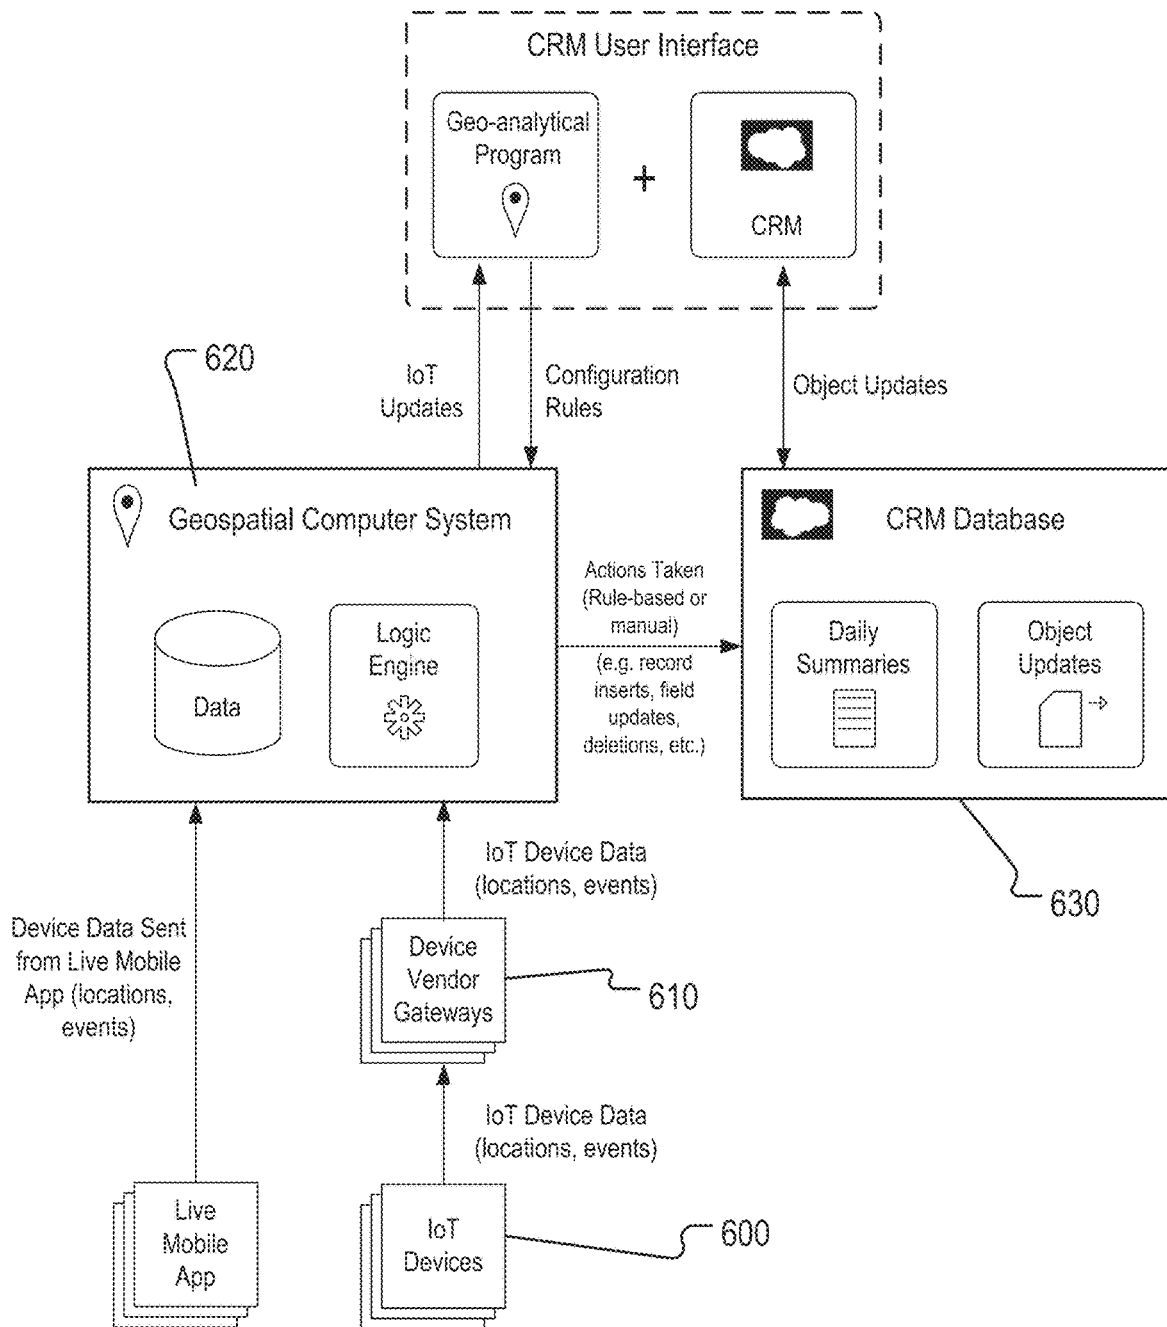 CRM User Interface
Geo-analytical
Program
+
CRM
620
IoT
Updates
Configuration
Rules
Object Updates
Geospatial Computer System
Data
Logic
Engine
Actions Taken
(Rule-based or
manual)
(e.g. record
inserts, field
updates,
deletions, etc.)
CRM Database
Daily
Summaries
Object
Updates
630
IoT Device Data
(locations, events)
Device Data Sent
from Live Mobile
App (locations,
events)
Device
Vendor
Gateways
610
IoT Device Data
(locations, events)
Live
Mobile
App
IoT
Devices
600